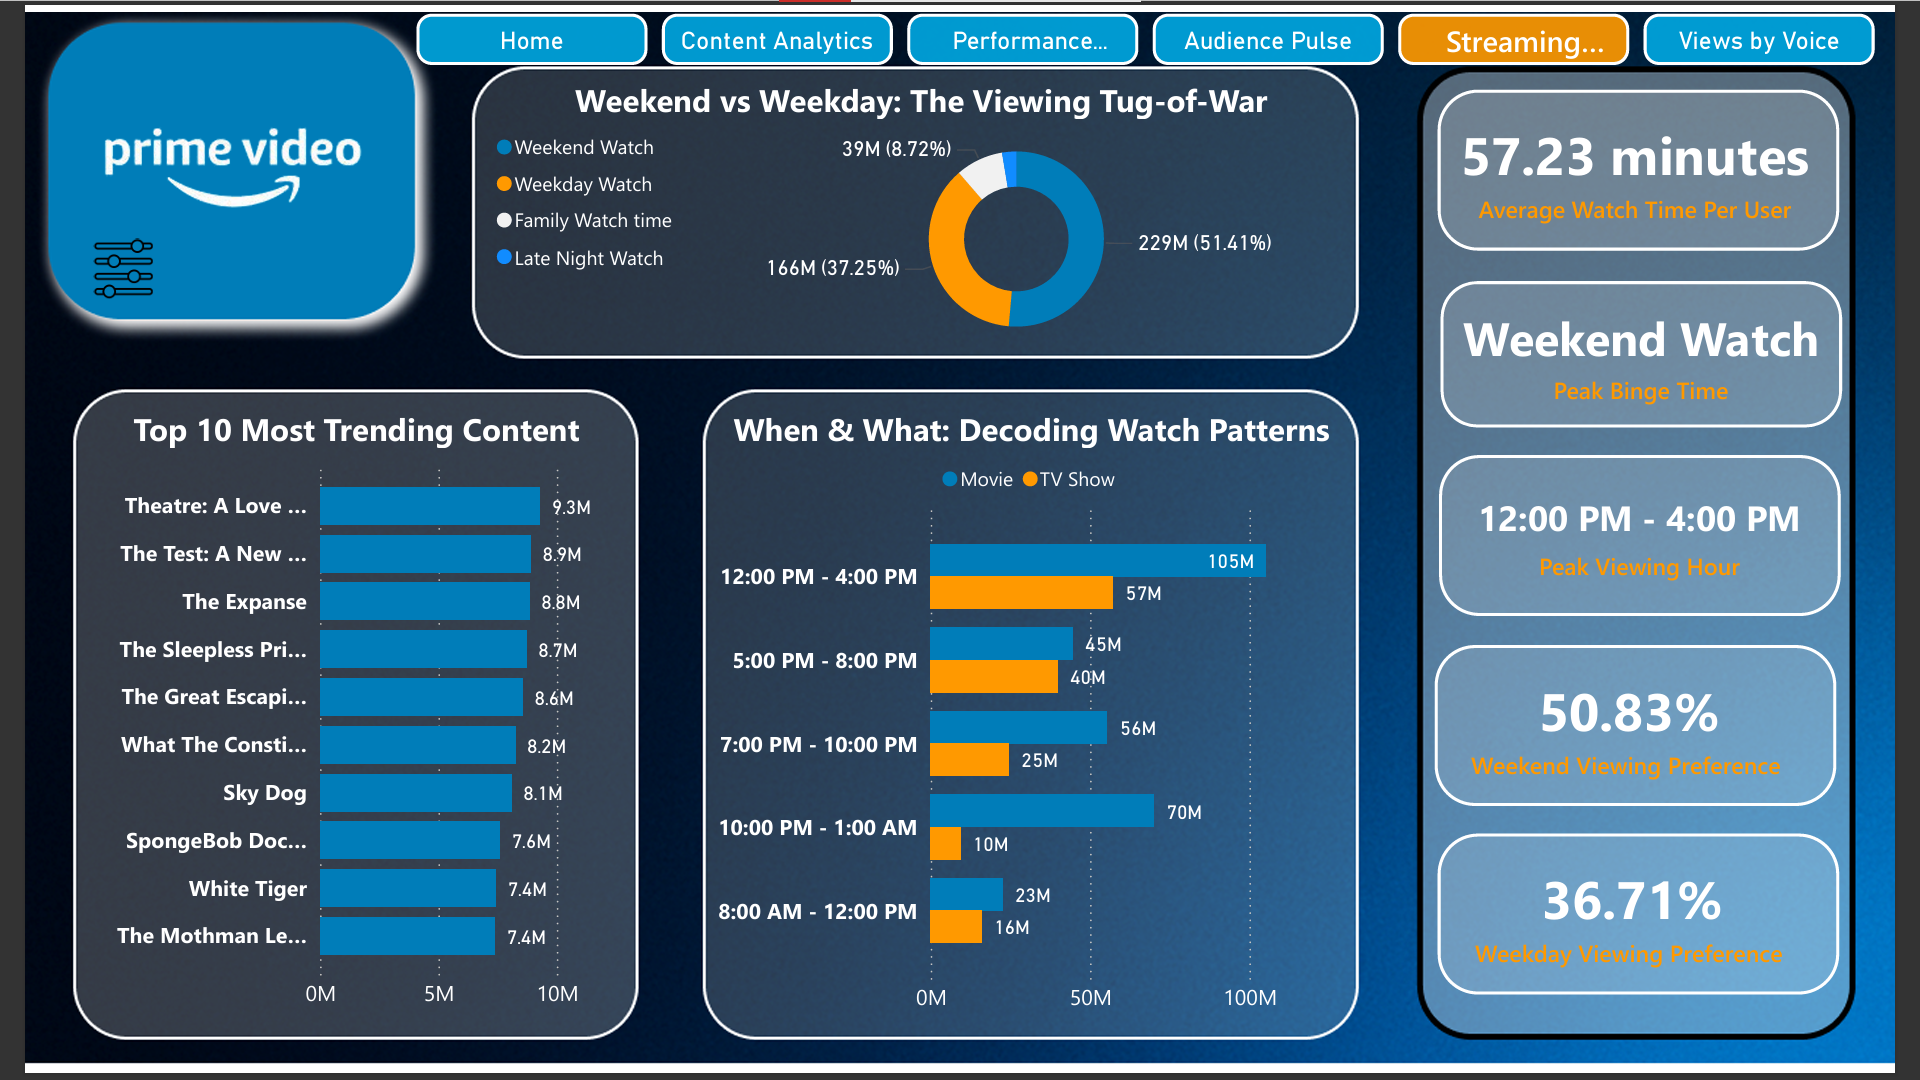 Home
Content Analytics
Performance...
Audience Pulse
Streaming...
Views by Voice
prime video
Weekend vs Weekday: The Viewing Tug-of-War
Weekend Watch
Weekday Watch
Family Watch time
Late Night Watch
39M (8.72%)
229M (51.41%)
166M (37.25%)
57.23 minutes
Average Watch Time Per User
Weekend Watch
Peak Binge Time
12:00 PM - 4:00 PM
Peak Viewing Hour
50.83%
Weekend Viewing Preference
36.71%
Weekday Viewing Preference
Top 10 Most Trending Content
Theatre: A Love ... 9.3M
The Test: A New ... 8.9M
The Expanse 8.8M
The Sleepless Pri... 8.7M
The Great Escapi... 8.6M
What The Consti... 8.2M
Sky Dog 8.1M
SpongeBob Doc... 7.6M
White Tiger 7.4M
The Mothman Le... 7.4M
0M 5M 10M
When & What: Decoding Watch Patterns
Movie TV Show
105M
12:00 PM - 4:00 PM
57M
45M
5:00 PM - 8:00 PM
40M
56M
7:00 PM - 10:00 PM
25M
70M
10:00 PM - 1:00 AM
10M
23M
8:00 AM - 12:00 PM
16M
0M 50M 100M